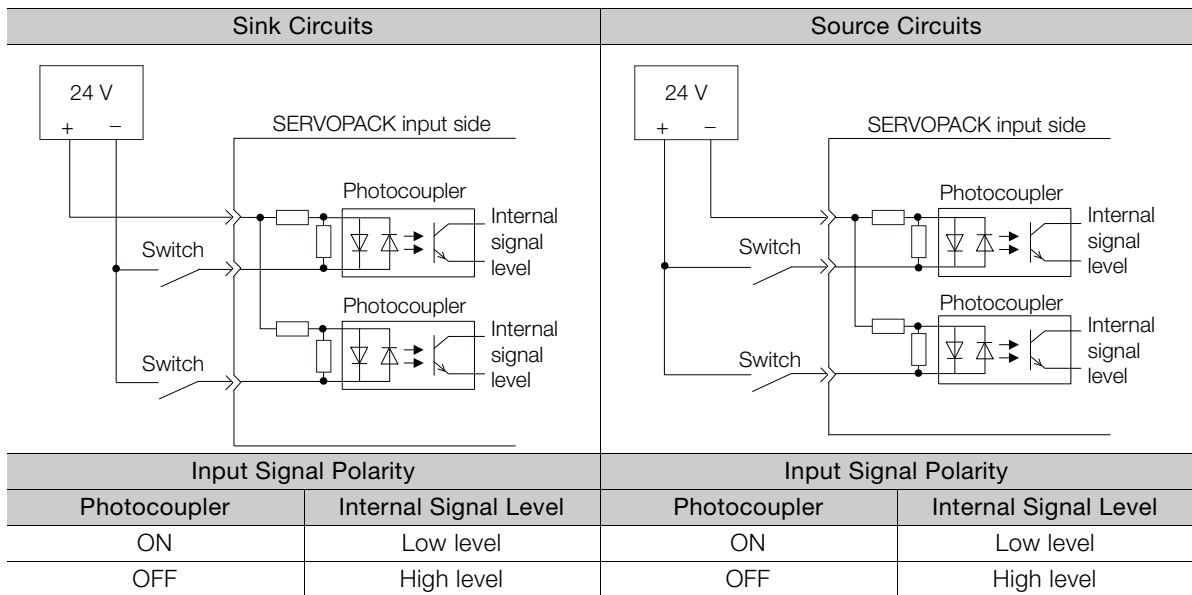 Sink Circuits
Source Circuits
24 V
+ −
SERVOPACK input side
Photocoupler
Internal
signal
level
Switch
Photocoupler
Internal
signal
level
Switch
24 V
+ −
SERVOPACK input side
Photocoupler
Internal
signal
level
Switch
Photocoupler
Internal
signal
level
Switch
Input Signal Polarity
Input Signal Polarity
Photocoupler
Internal Signal Level
Photocoupler
Internal Signal Level
ON
Low level
ON
Low level
OFF
High level
OFF
High level